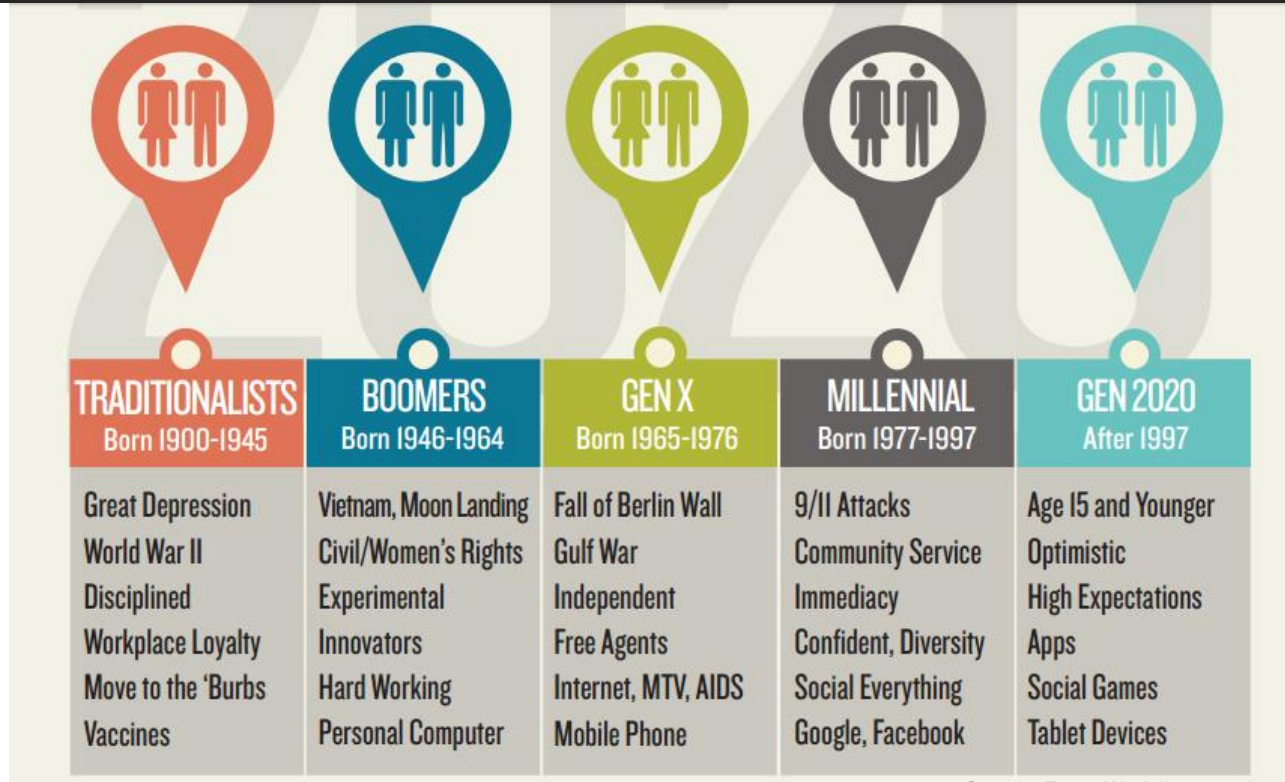 2020
TRADITIONALISTS
Born 1900-1945
Great Depression
World War II
Disciplined
Workplace Loyalty
Move to the ‘Burbs
Vaccines
BOOMERS
Born 1946-1964
Vietnam, Moon Landing
Civil/Women’s Rights
Experimental
Innovators
Hard Working
Personal Computer
GEN X
Born 1965-1976
Fall of Berlin Wall
Gulf War
Independent
Free Agents
Internet, MTV, AIDS
Mobile Phone
MILLENNIAL
Born 1977-1997
9/11 Attacks
Community Service
Immediacy
Confident, Diversity
Social Everything
Google, Facebook
GEN 2020
After 1997
Age 15 and Younger
Optimistic
High Expectations
Apps
Social Games
Tablet Devices